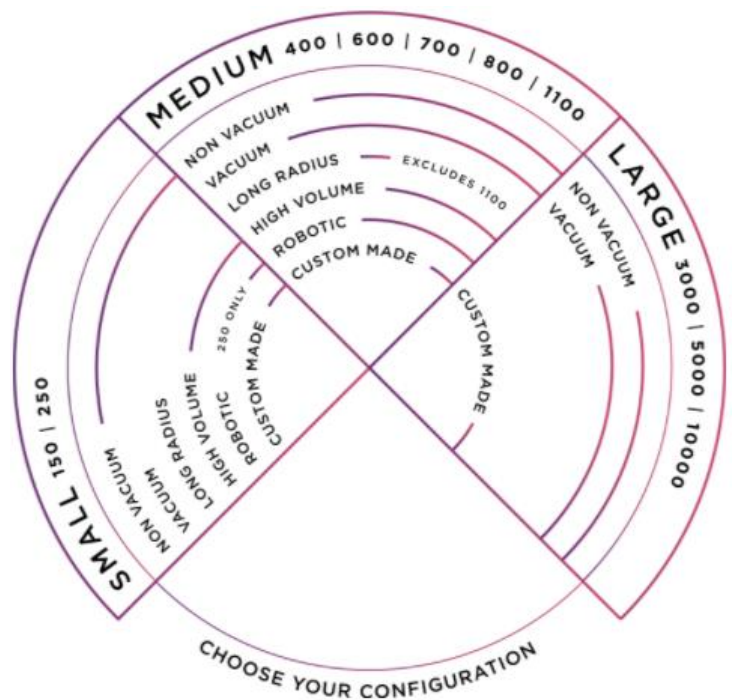 MEDIUM 400 | 600 | 700 | 800 | 1100
NON VACUUM
VACUUM
LONG RADIUS EXCLUDES 1100
HIGH VOLUME
ROBOTIC
CUSTOM MADE
LARGE 3000 | 5000 | 10000
NON VACUUM
VACUUM
CUSTOM MADE
SMALL 150 | 250
NON VACUUM
VACUUM
LONG RADIUS
HIGH VOLUME
ROBOTIC 250 ONLY
CUSTOM MADE
CHOOSE YOUR CONFIGURATION